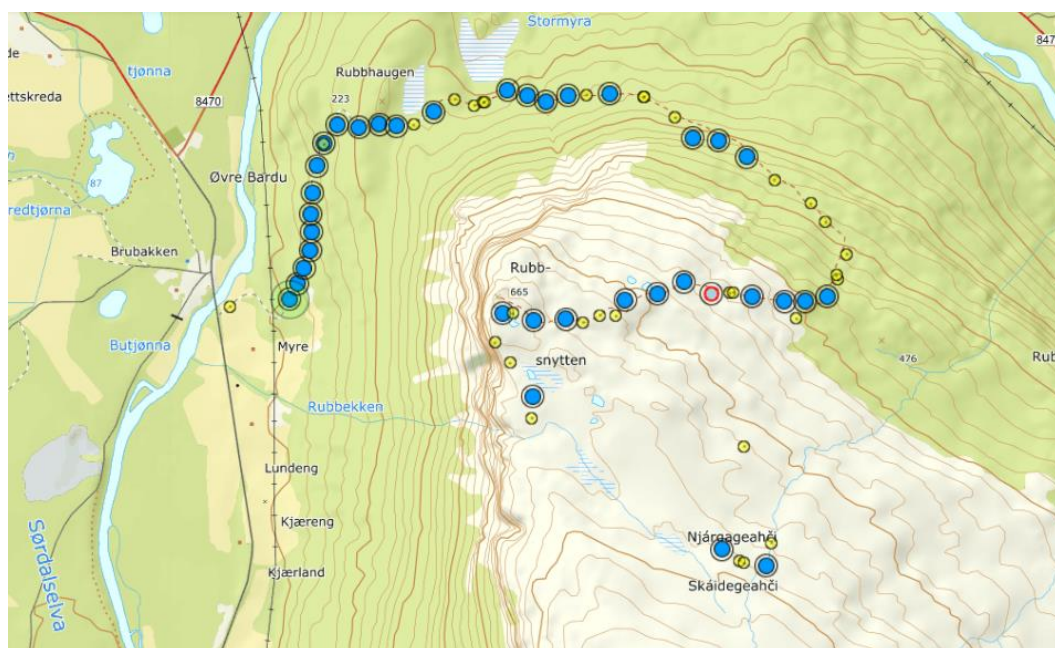 Stormyra
de
tjønna
Rubbhaugen
847
ettskreda
8470
223
Øvre Bardu
87
redtjørna
Brubakken
Rubb-
665
Butjønna
Myre
snytten
476
Rub
Rubbekken
Lundeng
Kjæreng
Njárgageahči
Sørdalselva
Kjærland
Skáidegeahči